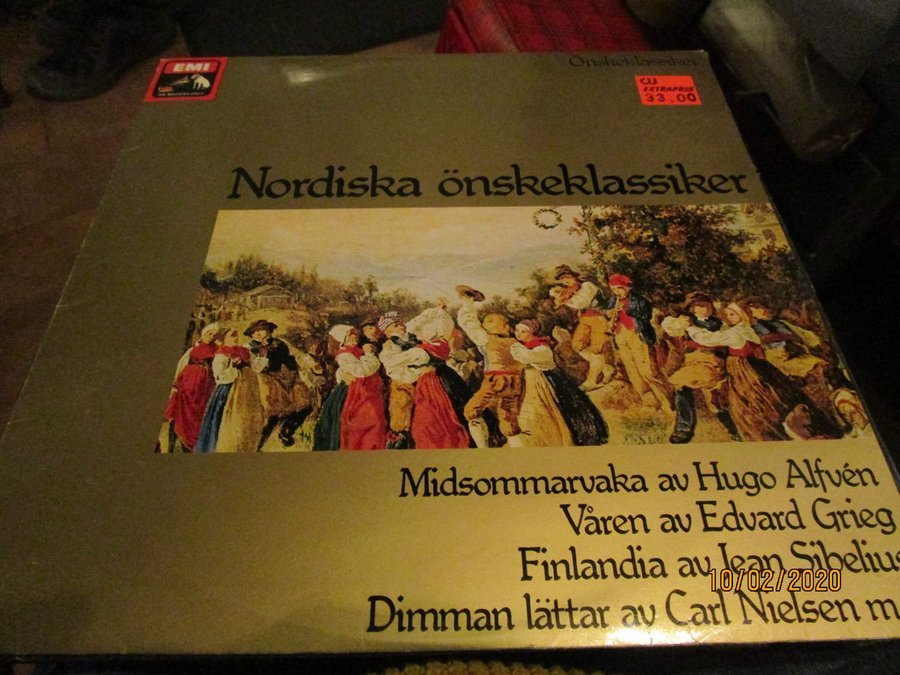 EMI
Önskeklassiker
EXTRAPRIS
33.00
Nordiska önskeklassiker
Midsommarvaka av Hugo Alfvén
Våren av Edvard Grieg
Finlandia av Jean Sibelius
10/02/2020
Dimman lättar av Carl Nielsen m